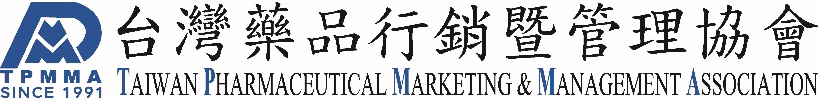 TPMMA
SINCE 1991
台灣藥品行銷暨管理協會
TAIWAN PHARMACEUTICAL MARKETING & MANAGEMENT ASSOCIATION